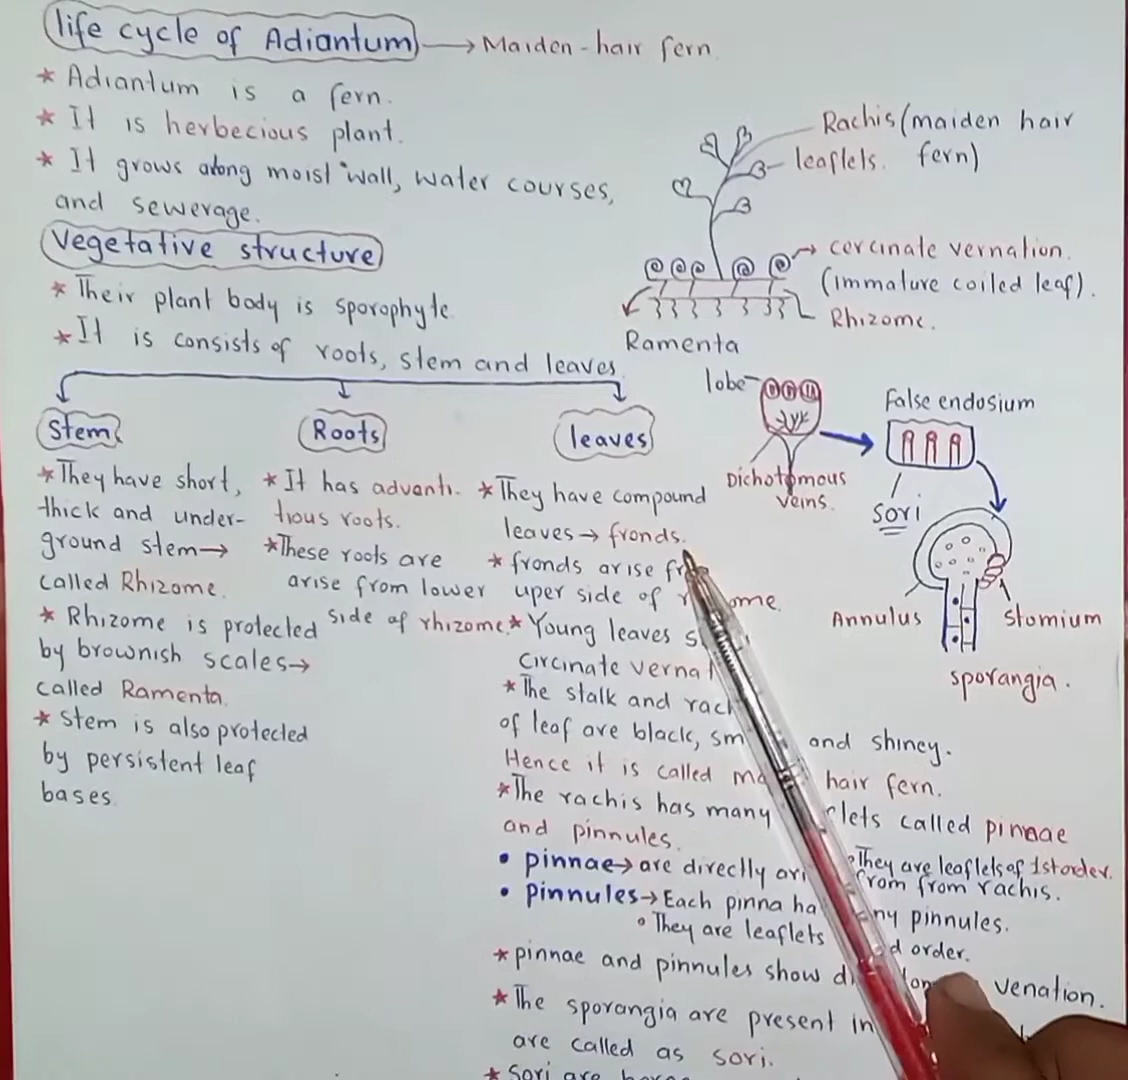 life cycle of Adiantum → Maiden-hair fern.
* Adiantum is a fern.
* It is herbecious plant.
* It grows along moist wall, water courses,
and sewerage.
Vegetative structure
* Their plant body is sporophyte
* It is consists of roots, stem and leaves
Rachis (maiden hair
fern)
leaflets.
cercinate vernation.
(immature coiled leaf).
Rhizome.
Ramenta
lobe
Dichotomous
veins.
False endosium
sori
Annulus
Stomium
sporangia.
Stem
* They have short,
thick and under-
ground stem →
called Rhizome.
* Rhizome is protected
by brownish scales →
called Ramenta.
* Stem is also protected
by persistent leaf
bases.
Roots
* It has advanti-
tious roots.
* These roots are
arise from lower
side of rhizome.
leaves
* They have compound
leaves → fronds.
* fronds arise
uper side of
* Young leaves
Circinate
* The stalk and
of leaf are black, and shiney.
Hence it is called hair fern.
* The rachis has many called pinnae
and pinnules.
• pinnae → are directly from from rachis.
• They are leaflets of 1st order.
• pinnules → Each pinna pinnules.
• They are leaflets order.
* pinnae and pinnules show venation.
* The sporangia are present in
are called as sori.
* Sori are